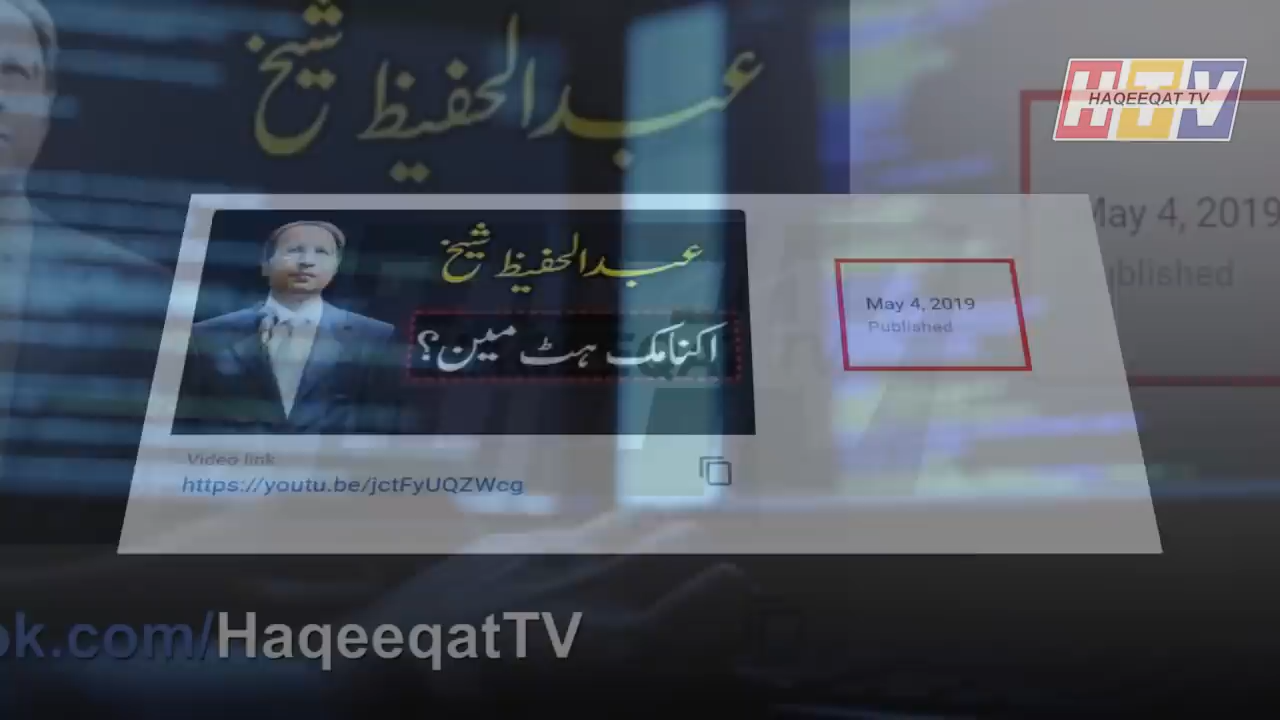 عبدالحفیظ شیخ
HTV
HAQEEQAT TV
May 4, 2019
عبدالحفیظ شیخ
May 4, 2019
Published
اکنامک ہٹ مین؟
Video link
https://youtu.be/jctFyUQZWcg
ok.com/HaqeeqatTV